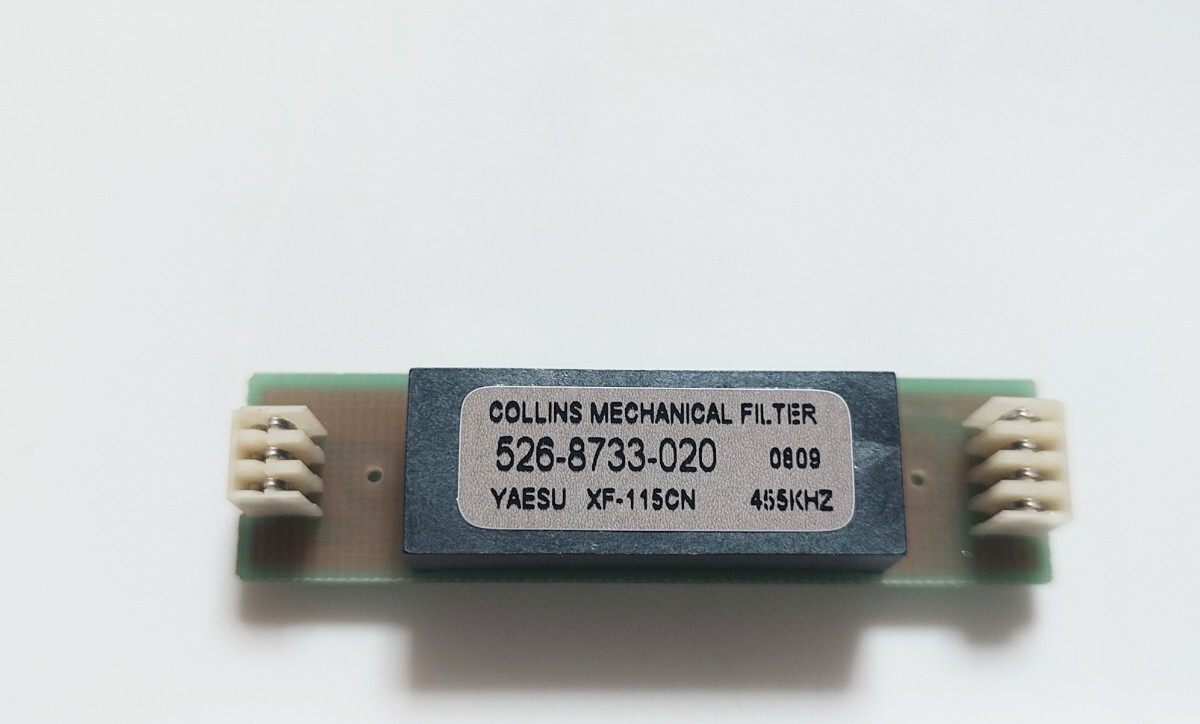 COLLINS MECHANICAL FILTER
526-8733-020 0809
YAESU XF-115CN 455KHZ